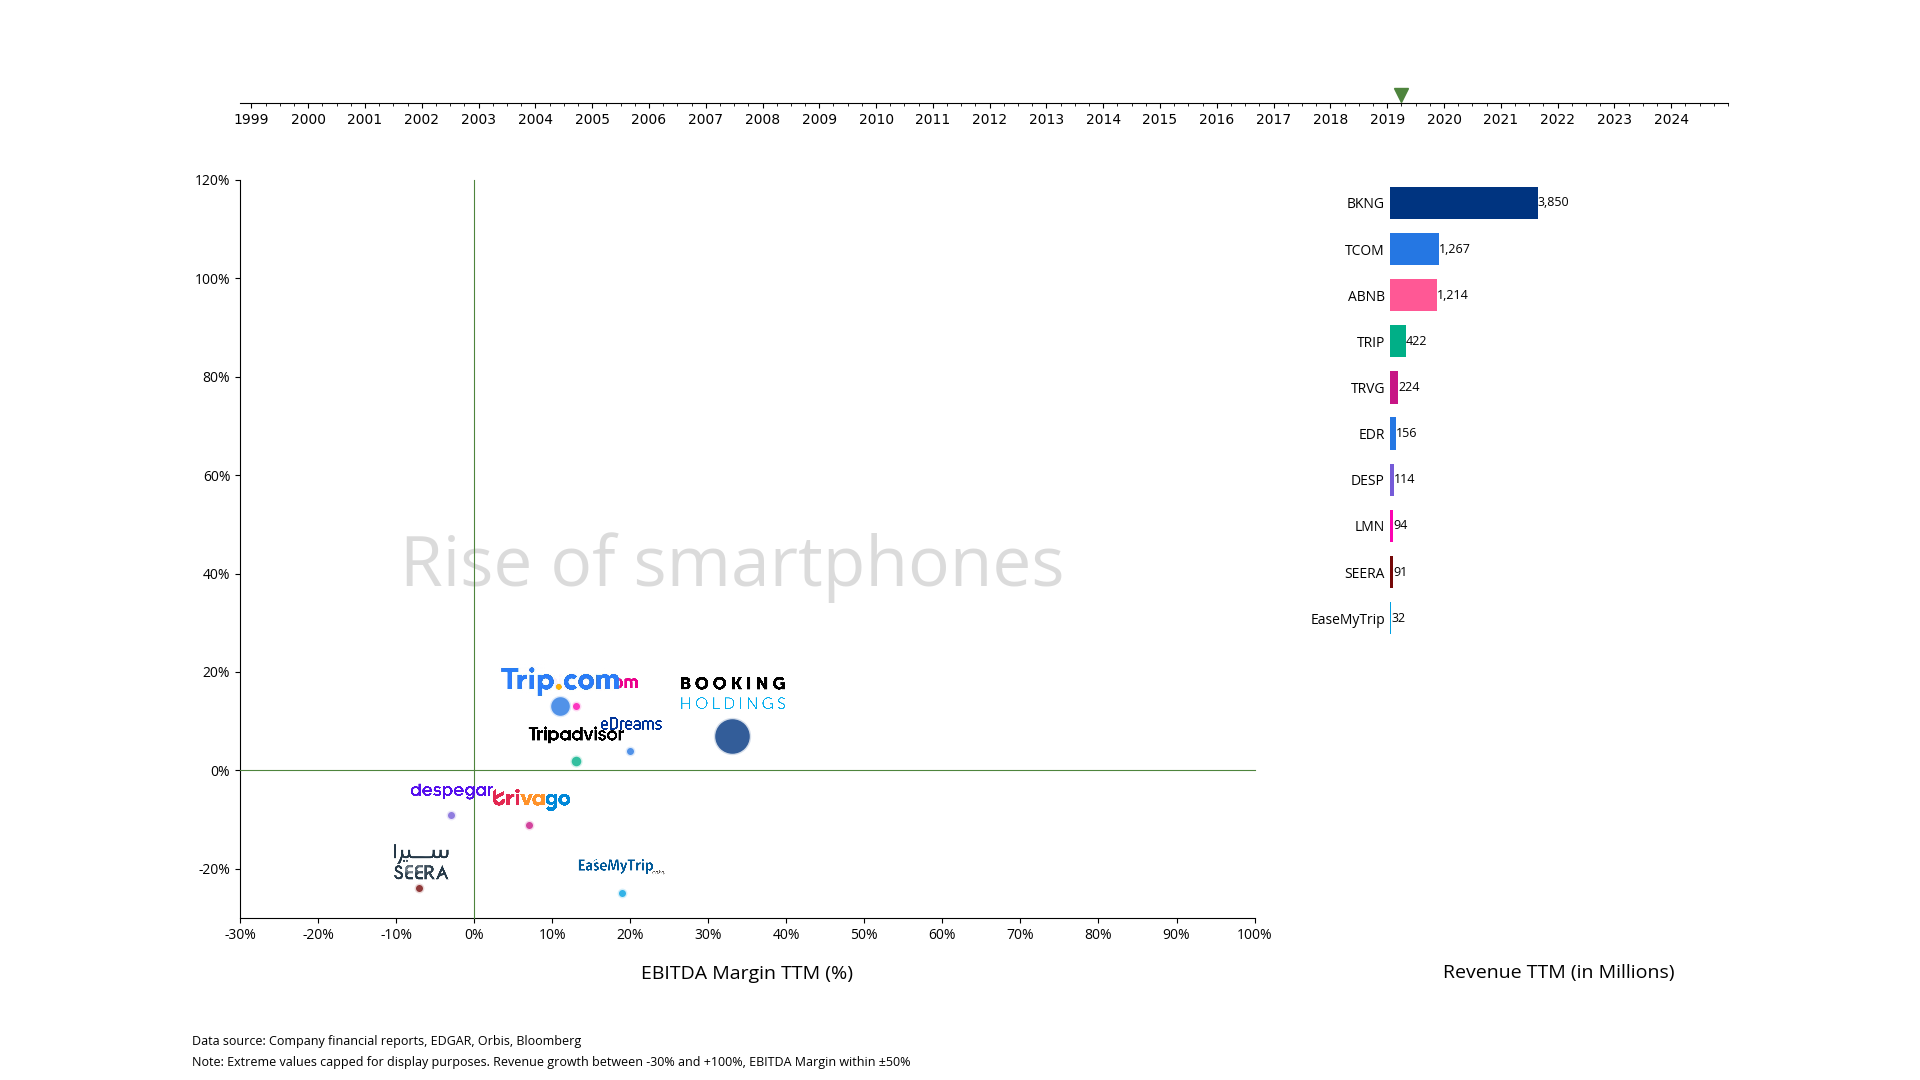 1999 2000 2001 2002 2003 2004 2005 2006 2007 2008 2009 2010 2011 2012 2013 2014 2015 2016 2017 2018 2019 2020 2021 2022 2023 2024
120%
100%
80%
60%
40%
20%
0%
-20%
Rise of smartphones
Trip.com
om
BOOKING
HOLDINGS
eDreams
Tripadvisor
despegar
trivago
سيرا
SEERA
EaseMyTrip
-30% -20% -10% 0% 10% 20% 30% 40% 50% 60% 70% 80% 90% 100%
EBITDA Margin TTM (%)
BKNG 3,850
TCOM 1,267
ABNB 1,214
TRIP 422
TRVG 224
EDR 156
DESP 114
LMN 94
SEERA 91
EaseMyTrip 32
Revenue TTM (in Millions)
Data source: Company financial reports, EDGAR, Orbis, Bloomberg
Note: Extreme values capped for display purposes. Revenue growth between -30% and +100%, EBITDA Margin within ±50%